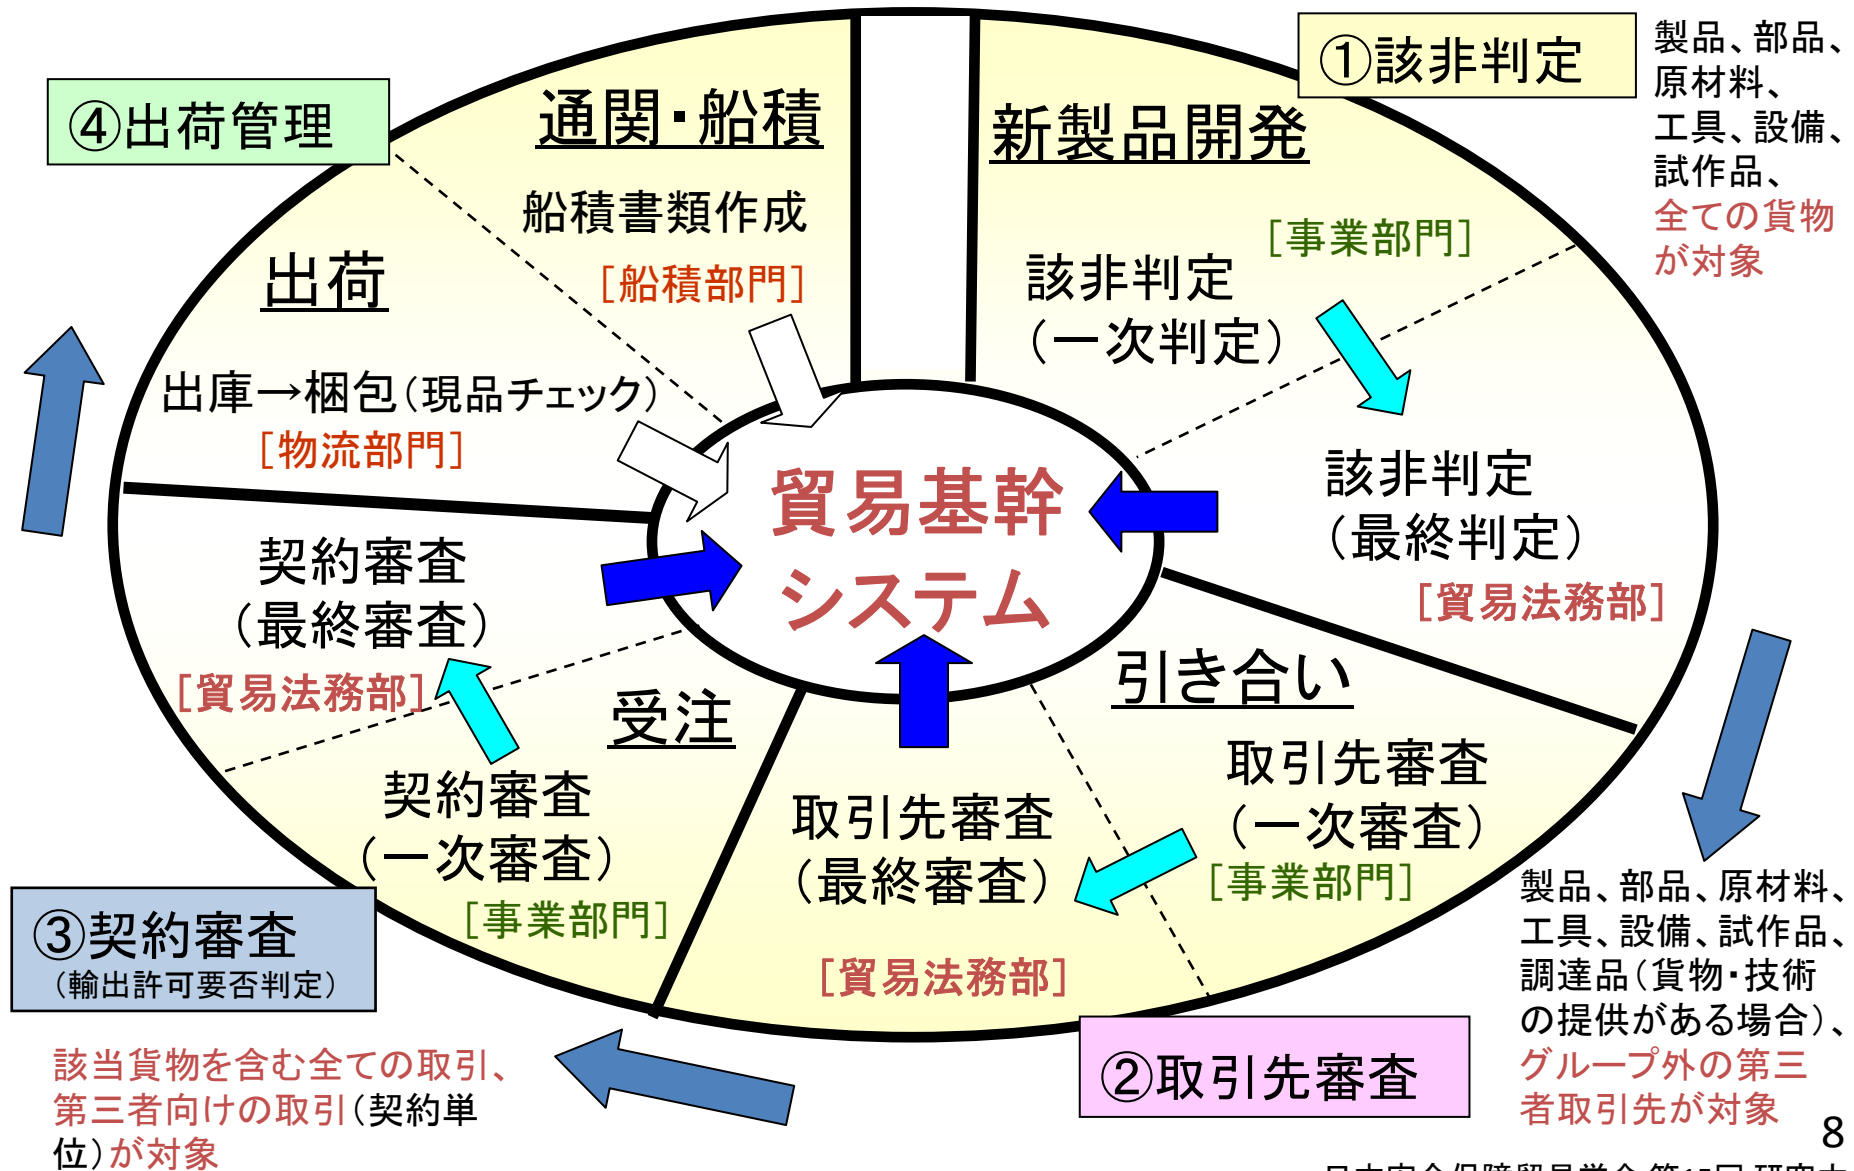 ①該非判定
製品、部品、
原材料、
工具、設備、
試作品、
全ての貨物
が対象
新製品開発
[事業部門]
該非判定
(一次判定)
該非判定
(最終判定)
[貿易法務部]
引き合い
取引先審査
(一次審査)
[事業部門]
取引先審査
(最終審査)
[貿易法務部]
②取引先審査
製品、部品、原材料、
工具、設備、試作品、
調達品(貨物・技術
の提供がある場合)、
グループ外の第三
者取引先が対象
受注
契約審査
(一次審査)
[事業部門]
契約審査
(最終審査)
[貿易法務部]
③契約審査
(輸出許可要否判定)
該当貨物を含む全ての取引、
第三者向けの取引(契約単
位)が対象
④出荷管理
出荷
出庫→梱包(現品チェック)
[物流部門]
通関・船積
船積書類作成
[船積部門]
貿易基幹
システム
8